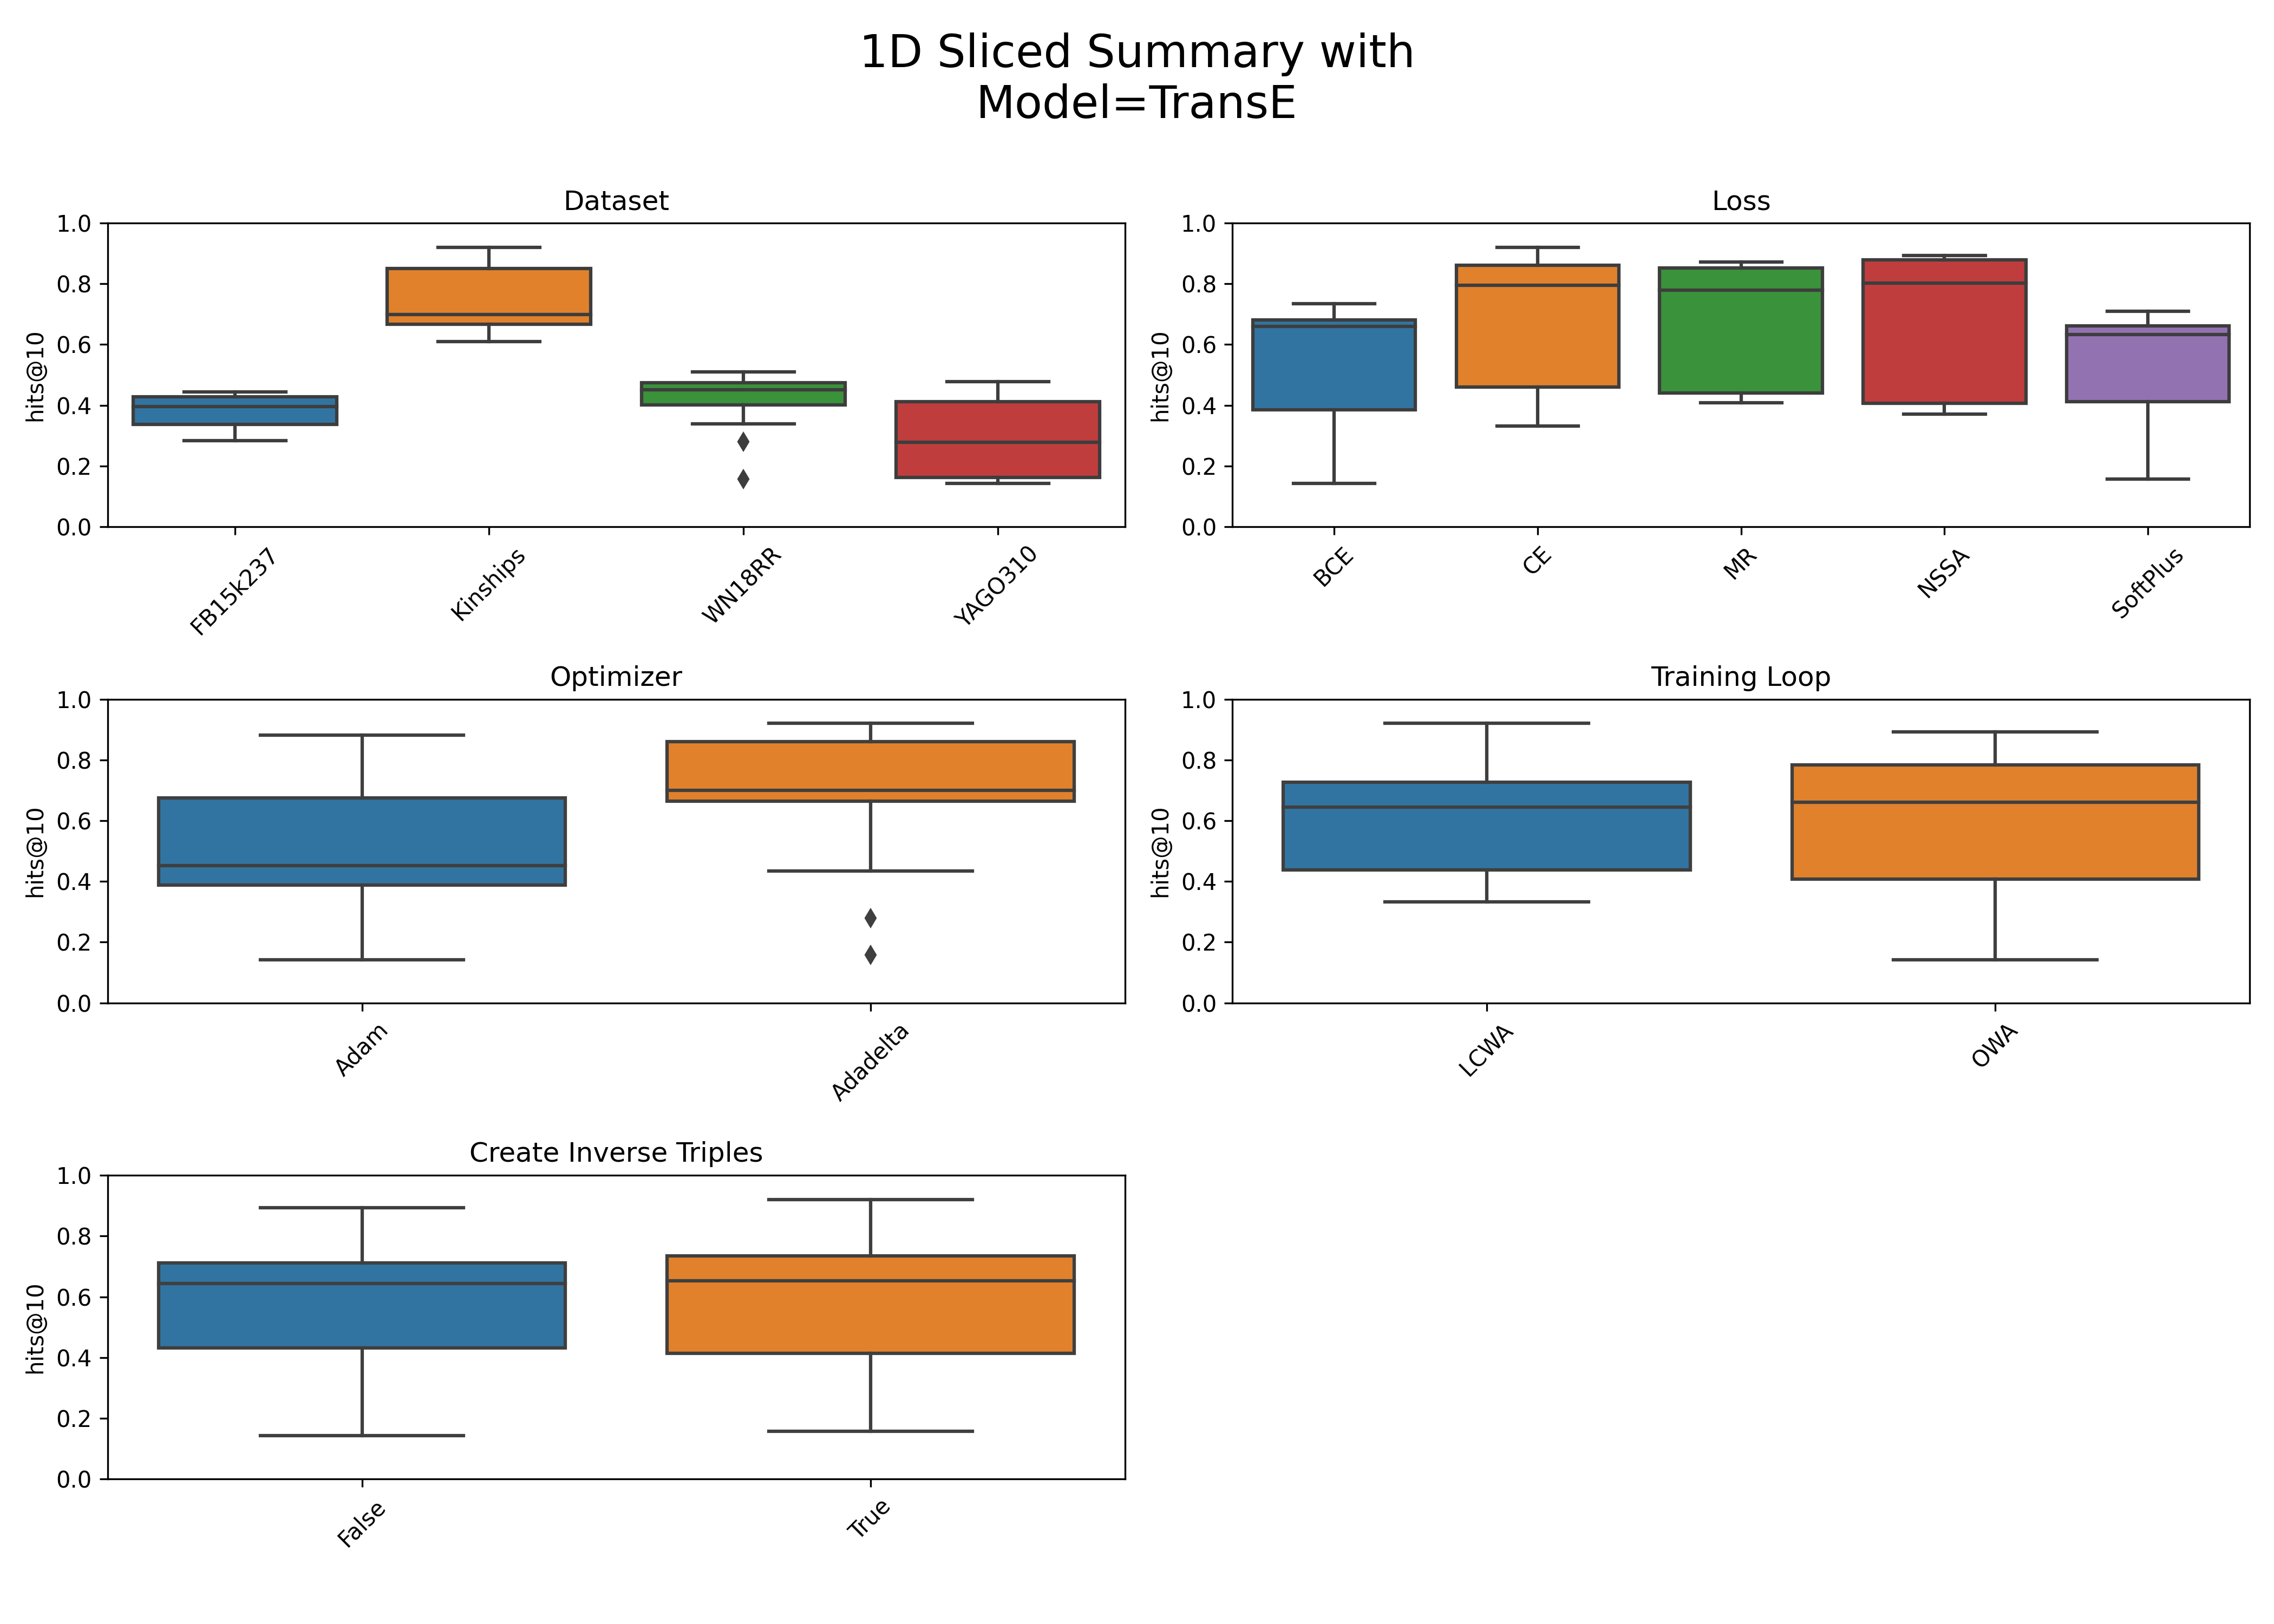 1D Sliced Summary with
Model=TransE
Dataset
hits@10
1.0
0.8
0.6
0.4
0.2
0.0
FB15k237
Kinships
WN18RR
YAGO310
Loss
hits@10
1.0
0.8
0.6
0.4
0.2
0.0
BCE
CE
MR
NSSA
SoftPlus
Optimizer
hits@10
1.0
0.8
0.6
0.4
0.2
0.0
Adam
Adadelta
Training Loop
hits@10
1.0
0.8
0.6
0.4
0.2
0.0
LCWA
OWA
Create Inverse Triples
hits@10
1.0
0.8
0.6
0.4
0.2
0.0
False
True